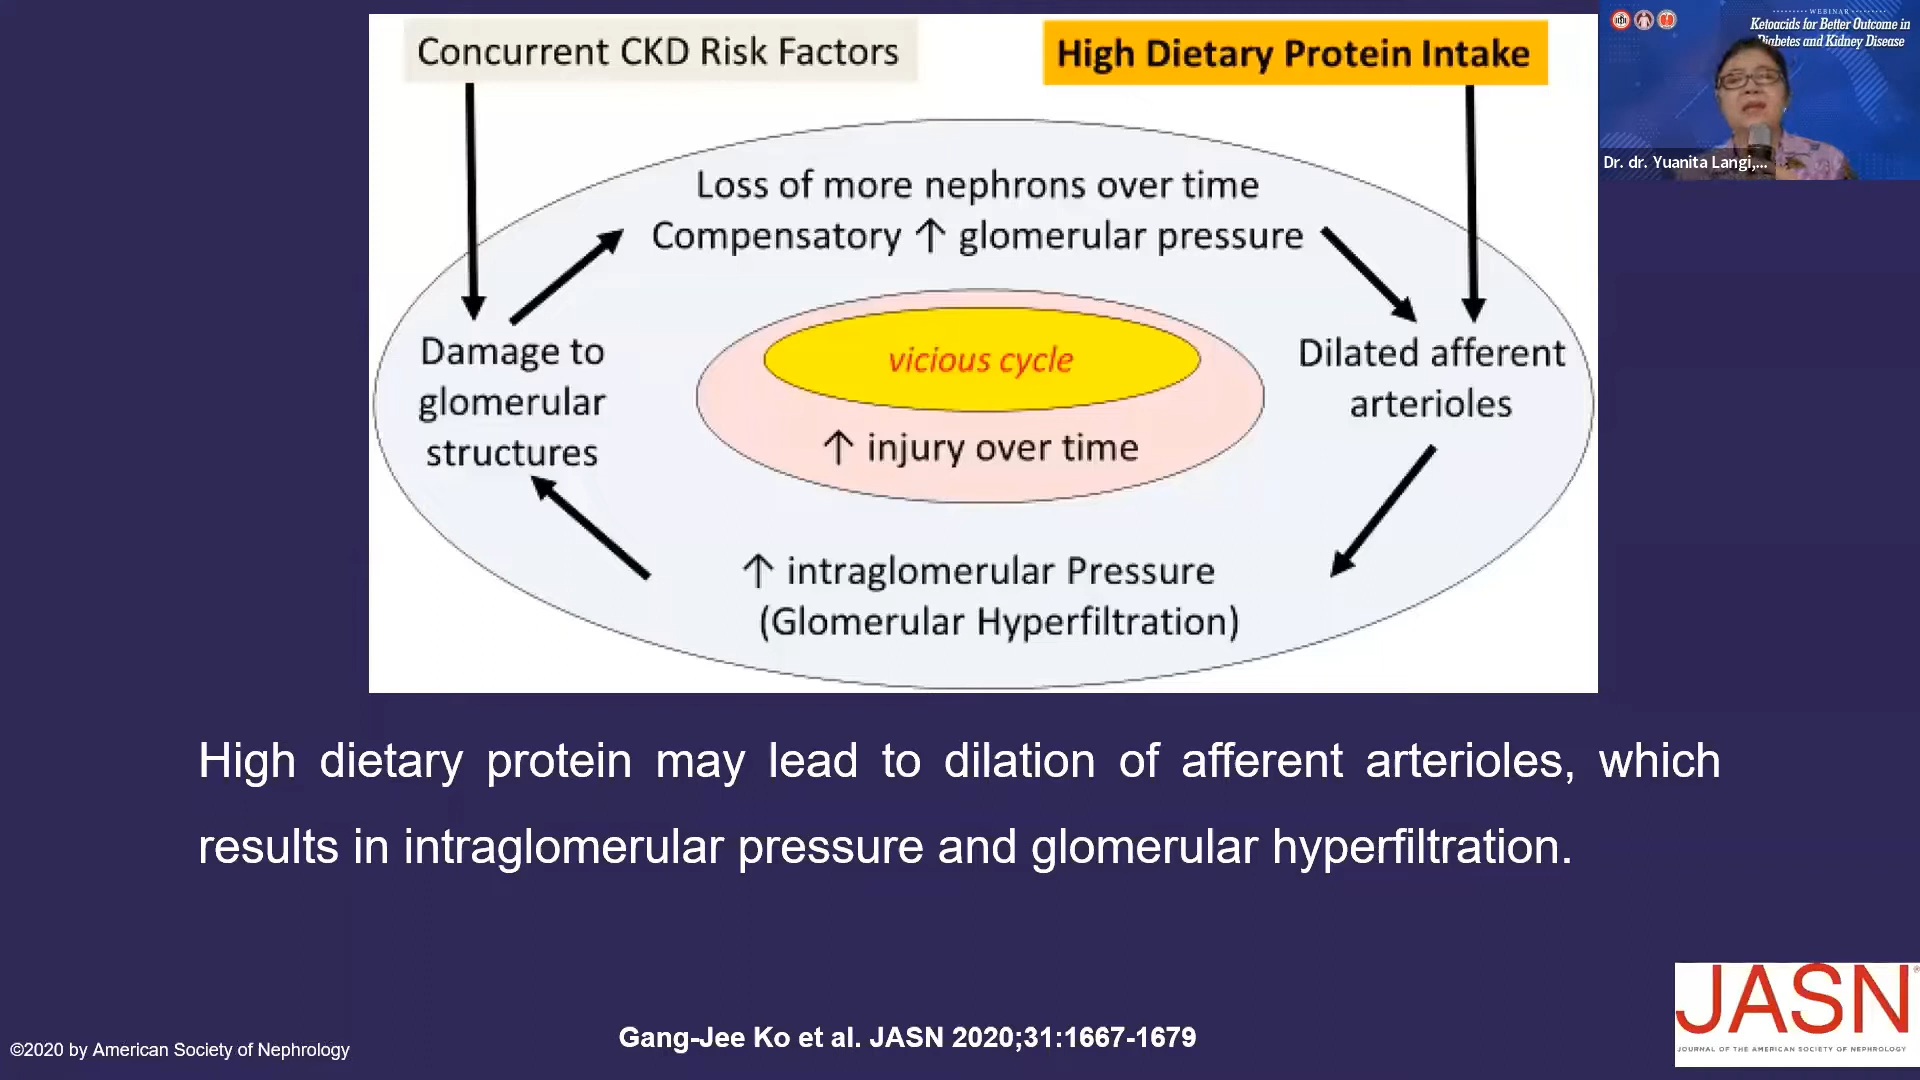 Concurrent CKD Risk Factors
High Dietary Protein Intake
WEBINAR
Ketoacids for Better Outcome in
Diabetes and Kidney Disease
Dr. dr. Yuanita Langi,...
Loss of more nephrons over time
Compensatory ↑ glomerular pressure
Damage to
glomerular
structures
vicious cycle
↑ injury over time
Dilated afferent
arterioles
↑ intraglomerular Pressure
(Glomerular Hyperfiltration)
High dietary protein may lead to dilation of afferent arterioles, which
results in intraglomerular pressure and glomerular hyperfiltration.
Gang-Jee Ko et al. JASN 2020;31:1667-1679
©2020 by American Society of Nephrology
JASN®
JOURNAL OF THE AMERICAN SOCIETY OF NEPHROLOGY